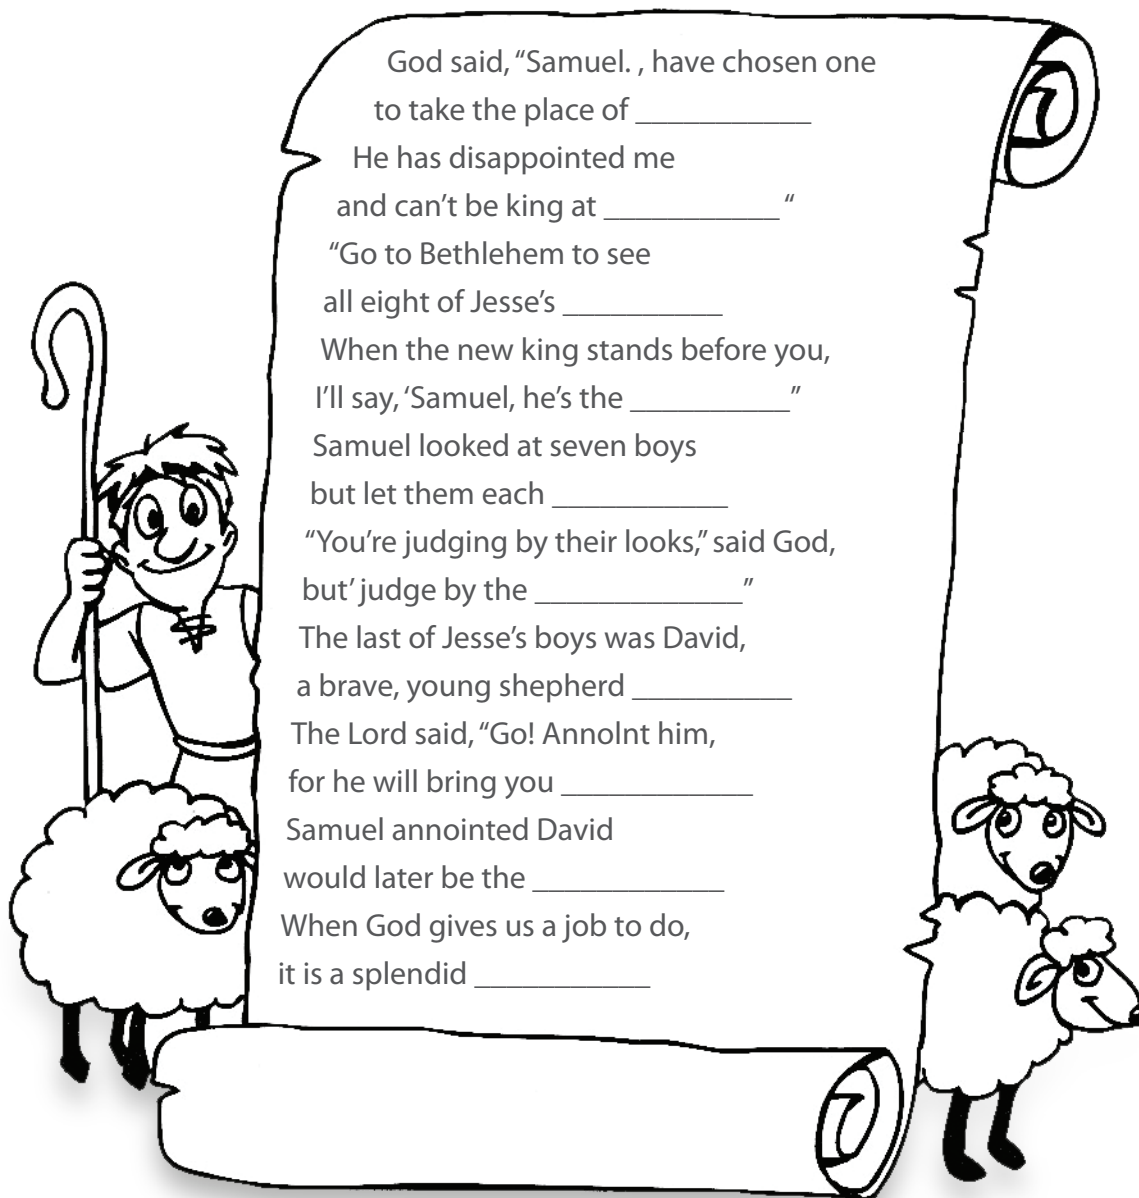 God said, “Samuel. , have chosen one
to take the place of ___________
He has disappointed me
and can’t be king at ___________ “
“Go to Bethlehem to see
all eight of Jesse’s __________
When the new king stands before you,
I’ll say, ‘Samuel, he’s the __________”
Samuel looked at seven boys
but let them each ___________
“You’re judging by their looks,” said God,
but’ judge by the _____________”
The last of Jesse’s boys was David,
a brave, young shepherd __________
The Lord said, “Go! AnnoInt him,
for he will bring you ____________
Samuel annointed David
would later be the ____________
When God gives us a job to do,
it is a splendid ___________